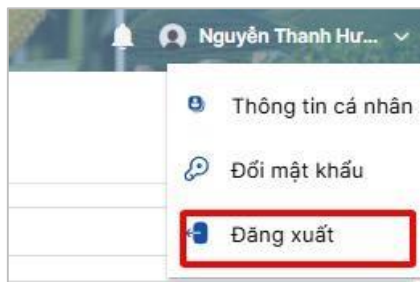 Nguyễn Thanh Hư...
Thông tin cá nhân
Đổi mật khẩu
Đăng xuất